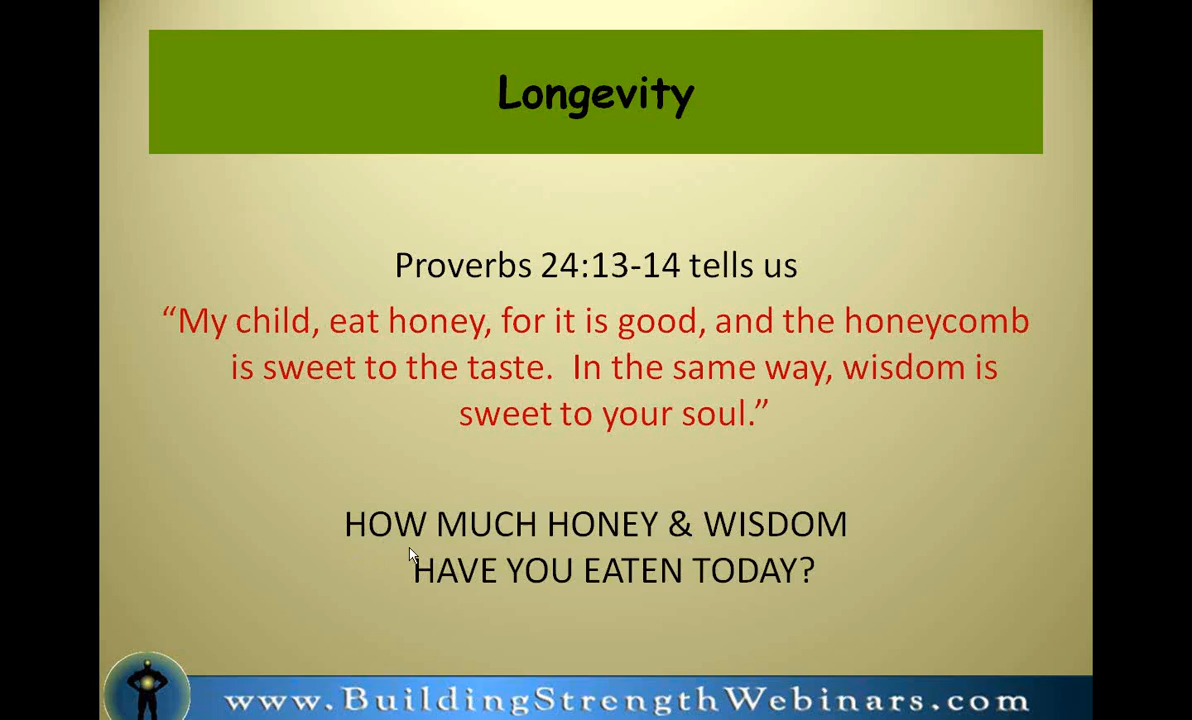 Longevity
Proverbs 24:13-14 tells us
“My child, eat honey, for it is good, and the honeycomb
is sweet to the taste.  In the same way, wisdom is
sweet to your soul.”
HOW MUCH HONEY & WISDOM
HAVE YOU EATEN TODAY?
www.BuildingStrengthWebinars.com